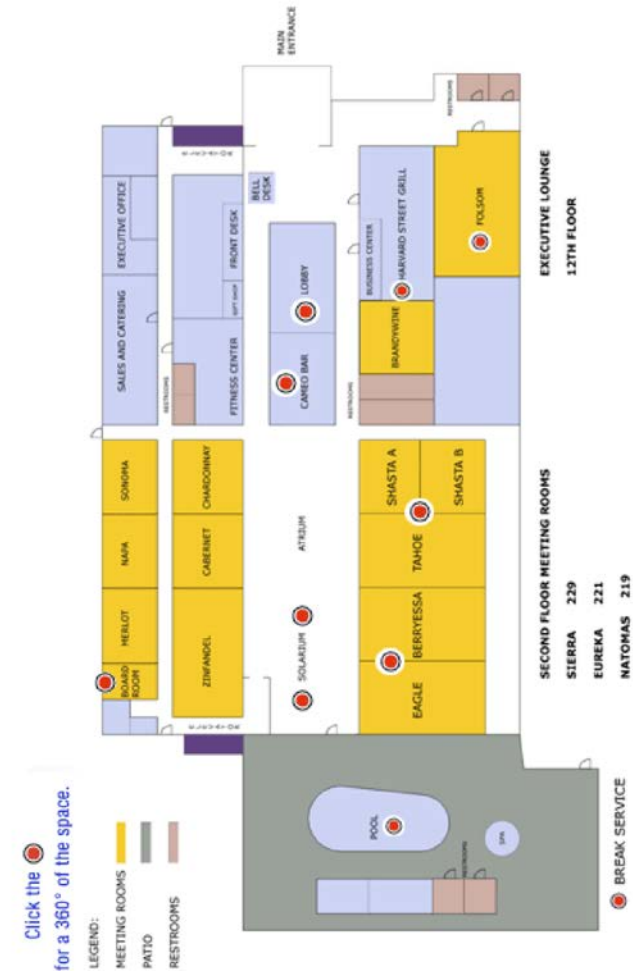 Click the
for a 360° of the space.
LEGEND:
MEETING ROOMS
PATIO
RESTROOMS
SALES AND CATERING
EXECUTIVE OFFICE
SONOMA
NAPA
MERLOT
BOARD
ROOM
RESTROOMS
ELEVATOR
FITNESS CENTER
GIFT SHOP
FRONT DESK
BELL
DESK
CHARDONNAY
CABERNET
ZINFANDEL
ELEVATOR
MAIN
ENTRANCE
CAMEO BAR
LOBBY
ATRIUM
SOLARIUM
BUSINESS CENTER
HARVARD STREET GRILL
BRANDYWINE
RESTROOMS
RESTROOMS
FOLSOM
SHASTA A
SHASTA B
TAHOE
BERRYESSA
EAGLE
POOL
SPA
RESTROOMS
EXECUTIVE LOUNGE
12TH FLOOR
SECOND FLOOR MEETING ROOMS
SIERRA 229
EUREKA 221
NATOMAS 219
BREAK SERVICE